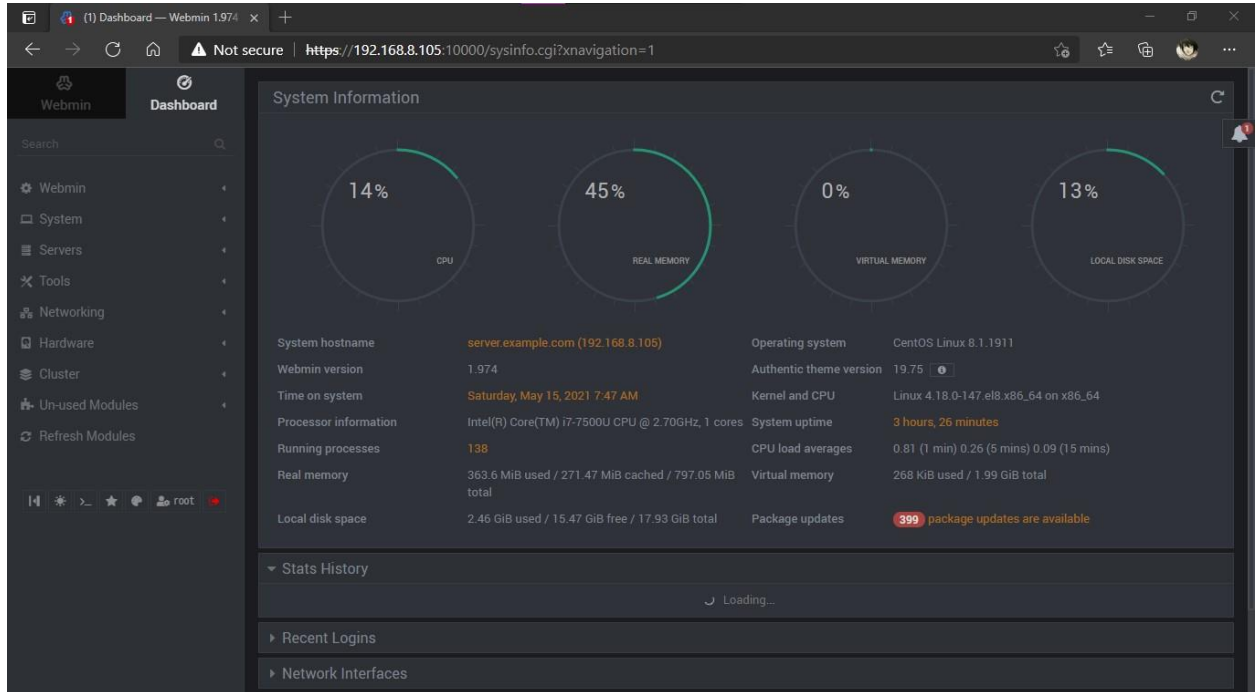 (1) Dashboard — Webmin 1.974
Not secure | https://192.168.8.105:10000/sysinfo.cgi?xnavigation=1
Webmin
Dashboard
Search
Webmin
System
Servers
Tools
Networking
Hardware
Cluster
Un-used Modules
Refresh Modules
root
System Information
1
14%
CPU
45%
REAL MEMORY
0%
VIRTUAL MEMORY
13%
LOCAL DISK SPACE
System hostname server.example.com (192.168.8.105) Operating system CentOS Linux 8.1.1911
Webmin version 1.974 Authentic theme version 19.75
Time on system Saturday, May 15, 2021 7:47 AM Kernel and CPU Linux 4.18.0-147.el8.x86_64 on x86_64
Processor information Intel(R) Core(TM) i7-7500U CPU @ 2.70GHz, 1 cores System uptime 3 hours, 26 minutes
Running processes 138 CPU load averages 0.81 (1 min) 0.26 (5 mins) 0.09 (15 mins)
Real memory 363.6 MiB used / 271.47 MiB cached / 797.05 MiB total Virtual memory 268 KiB used / 1.99 GiB total
Local disk space 2.46 GiB used / 15.47 GiB free / 17.93 GiB total Package updates 399 package updates are available
Stats History
Loading...
Recent Logins
Network Interfaces